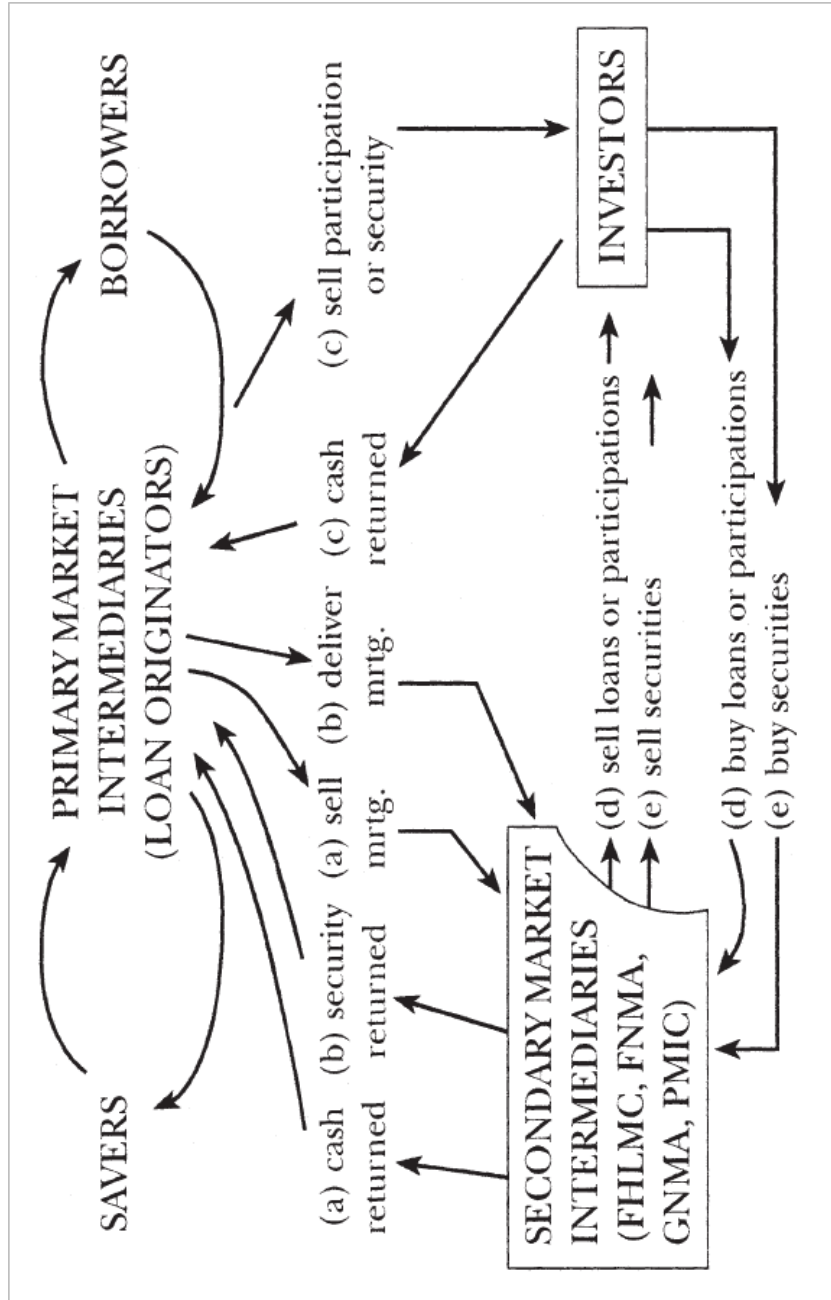 SAVERS
PRIMARY MARKET
INTERMEDIARIES
(LOAN ORIGINATORS)
BORROWERS
(a) cash
returned
(b) security
returned
(a) sell
mrtg.
(b) deliver
mrtg.
(c) cash
returned
(c) sell participation
or security
SECONDARY MARKET
INTERMEDIARIES
(FHLMC, FNMA,
GNMA, PMIC)
(d) sell loans or participations
(e) sell securities
(d) buy loans or participations
(e) buy securities
INVESTORS